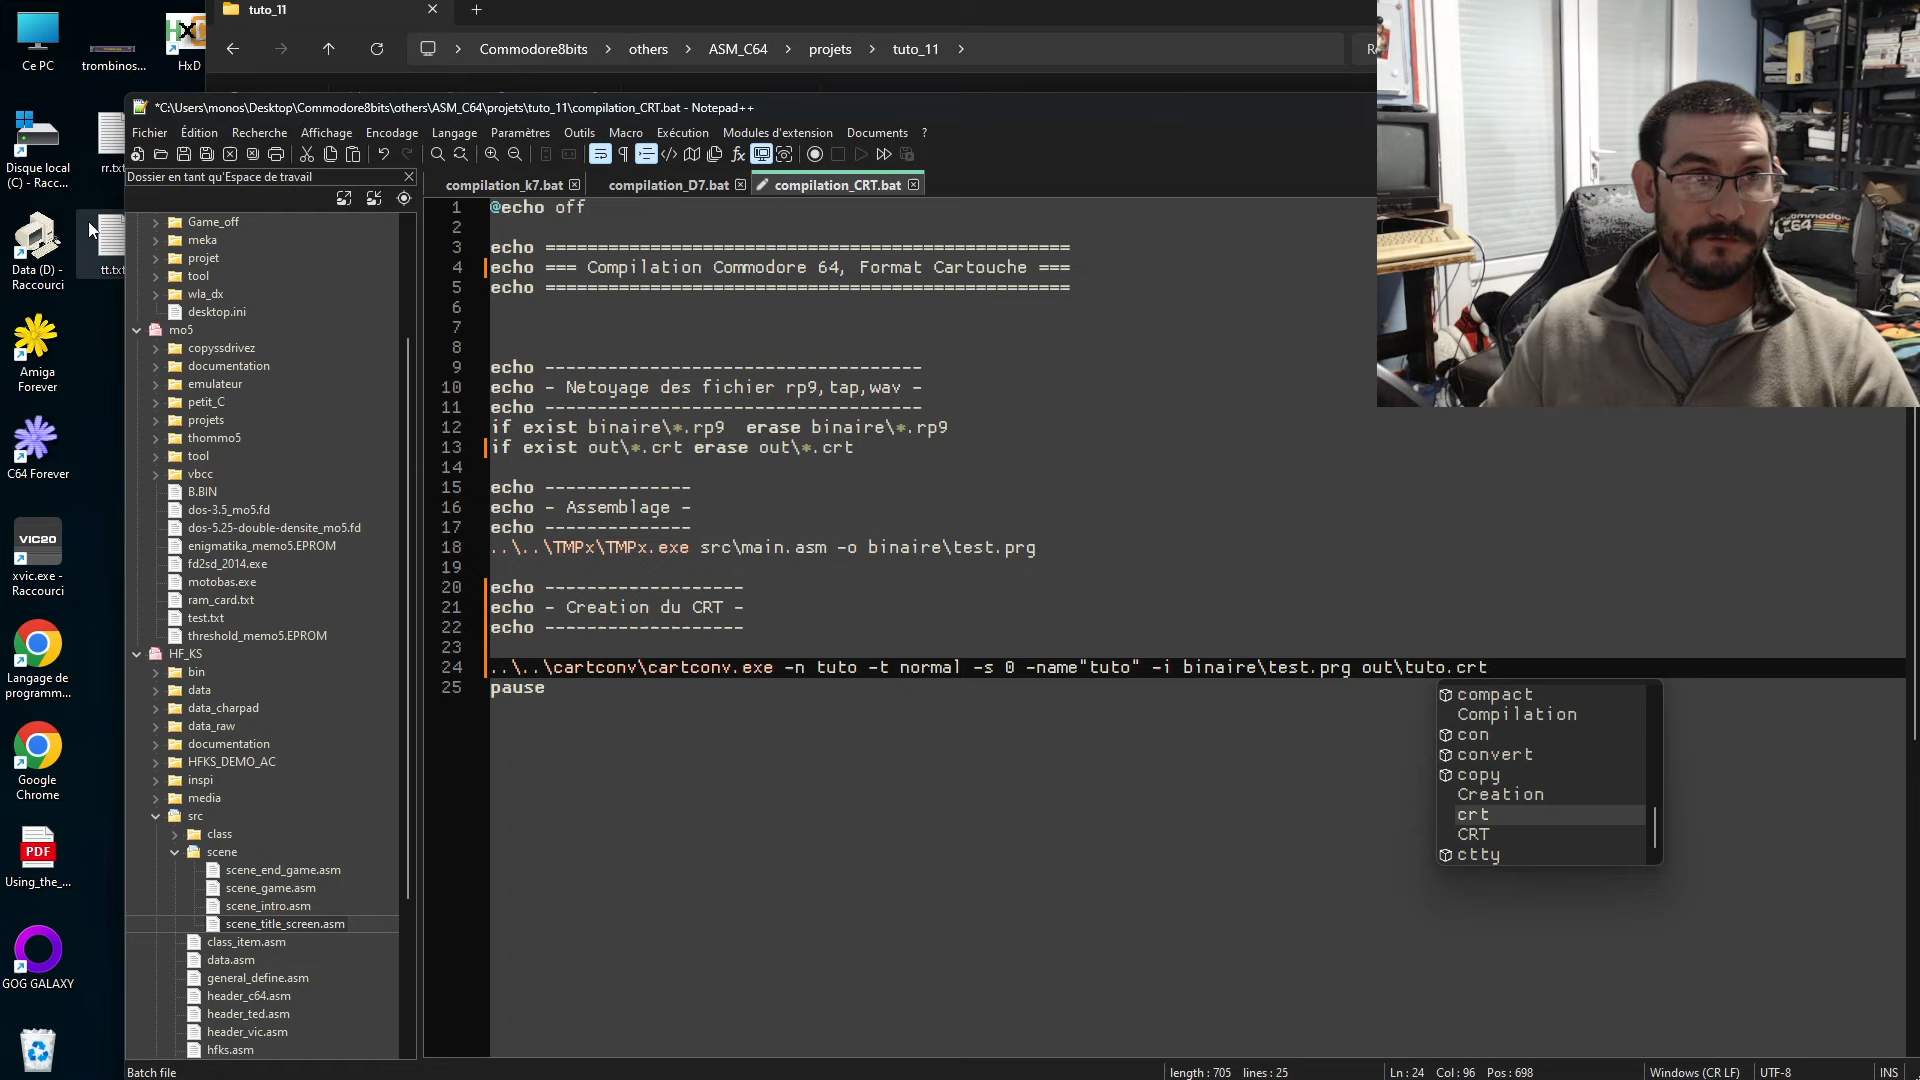 tuto_11
Commodore8bits > others > ASM_C64 > projets > tuto_11 >
*C:\Users\monos\Desktop\Commodore8bits\others\ASM_C64\projets\tuto_11\compilation_CRT.bat - Notepad++
Fichier Édition Recherche Affichage Encodage Langage Paramètres Outils Macro Exécution Modules d'extension Documents ?
Dossier en tant qu'Espace de travail
compilation_k7.bat compilation_D7.bat compilation_CRT.bat
Ce PC
trombinos...
HxD
Disque local (C) - Racc...
rr.txt
Data (D) - Raccourci
tt.txt
Amiga Forever
C64 Forever
VIC20
xvic.exe - Raccourci
Langage de programm...
Google Chrome
PDF
Using_the_...
GOG GALAXY
Game_off
meka
projet
tool
wla_dx
desktop.ini
mo5
copyssdrivez
documentation
emulateur
petit_C
projets
thommo5
tool
vbcc
B.BIN
dos-3.5_mo5.fd
dos-5.25-double-densite_mo5.fd
enigmatika_memo5.EPROM
fd2sd_2014.exe
motobas.exe
ram_card.txt
test.txt
threshold_memo5.EPROM
HF_KS
bin
data
data_charpad
data_raw
documentation
HFKS_DEMO_AC
inspi
media
src
class
scene
scene_end_game.asm
scene_game.asm
scene_intro.asm
scene_title_screen.asm
class_item.asm
data.asm
general_define.asm
header_c64.asm
header_ted.asm
header_vic.asm
hfks.asm
1 @echo off
2
3 echo ==================================================
4 echo === Compilation Commodore 64, Format Cartouche ===
5 echo ==================================================
6
7
8
9 echo -----------------------------------
10 echo - Netoyage des fichier rp9,tap,wav -
11 echo -----------------------------------
12 if exist binaire\*.rp9  erase binaire\*.rp9
13 if exist out\*.crt erase out\*.crt
14
15 echo --------------
16 echo - Assemblage -
17 echo --------------
18 ..\..\TMPx\TMPx.exe src\main.asm -o binaire\test.prg
19
20 echo -------------------
21 echo - Creation du CRT -
22 echo -------------------
23
24 ..\..\cartconv\cartconv.exe -n tuto -t normal -s 0 -name"tuto" -i binaire\test.prg out\tuto.crt
25 pause
compact
Compilation
con
convert
copy
Creation
crt
CRT
ctty
commodore
C64
Batch file
length : 705 lines : 25
Ln : 24 Col : 96 Pos : 698
Windows (CR LF)
UTF-8
INS